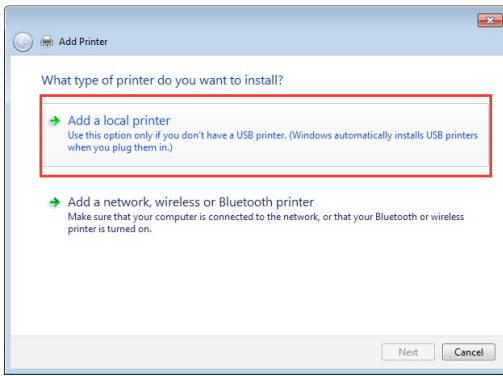 Add Printer
What type of printer do you want to install?
Add a local printer
Use this option only if you don't have a USB printer. (Windows automatically installs USB printers
when you plug them in.)
Add a network, wireless or Bluetooth printer
Make sure that your computer is connected to the network, or that your Bluetooth or wireless
printer is turned on.
Next
Cancel